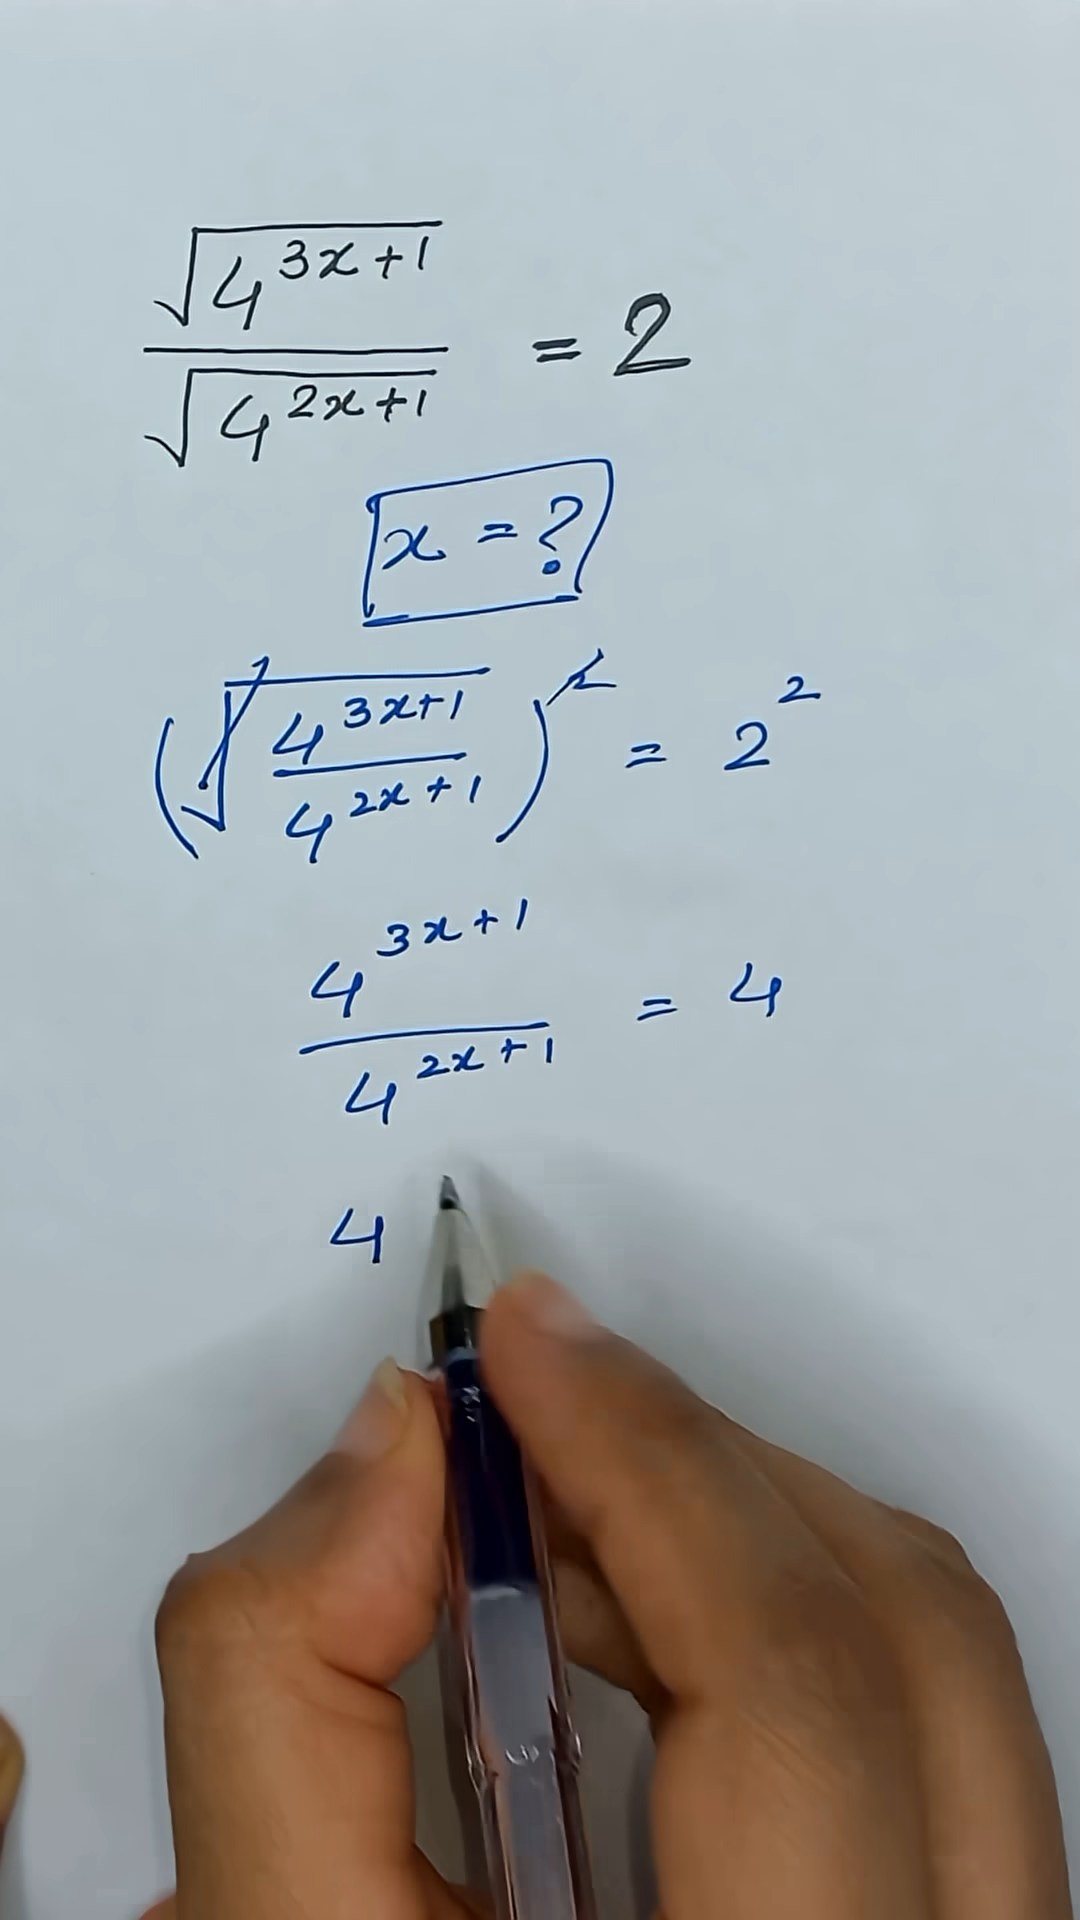 √4^(3x+1) / √4^(2x+1) = 2
x = ?
(√(4^(3x+1) / 4^(2x+1)))^2 = 2^2
4^(3x+1) / 4^(2x+1) = 4
4